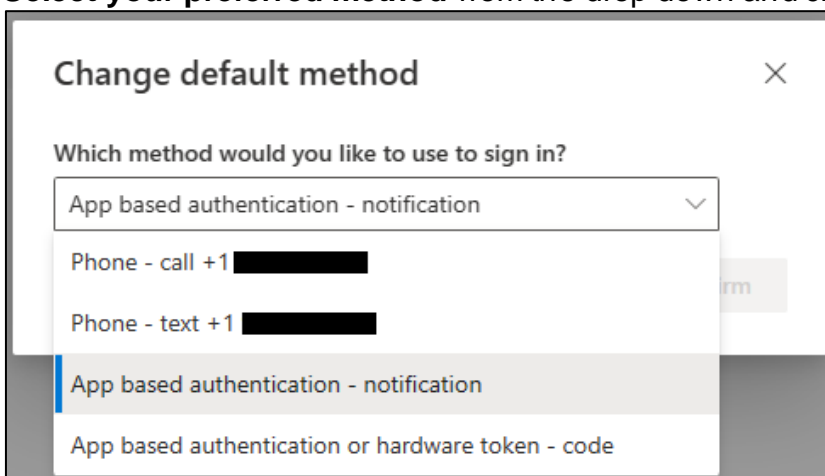 Select your preferred method from the drop down and
Change default method
Which method would you like to use to sign in?
App based authentication - notification
Phone - call +1
Phone - text +1
App based authentication - notification
App based authentication or hardware token - code